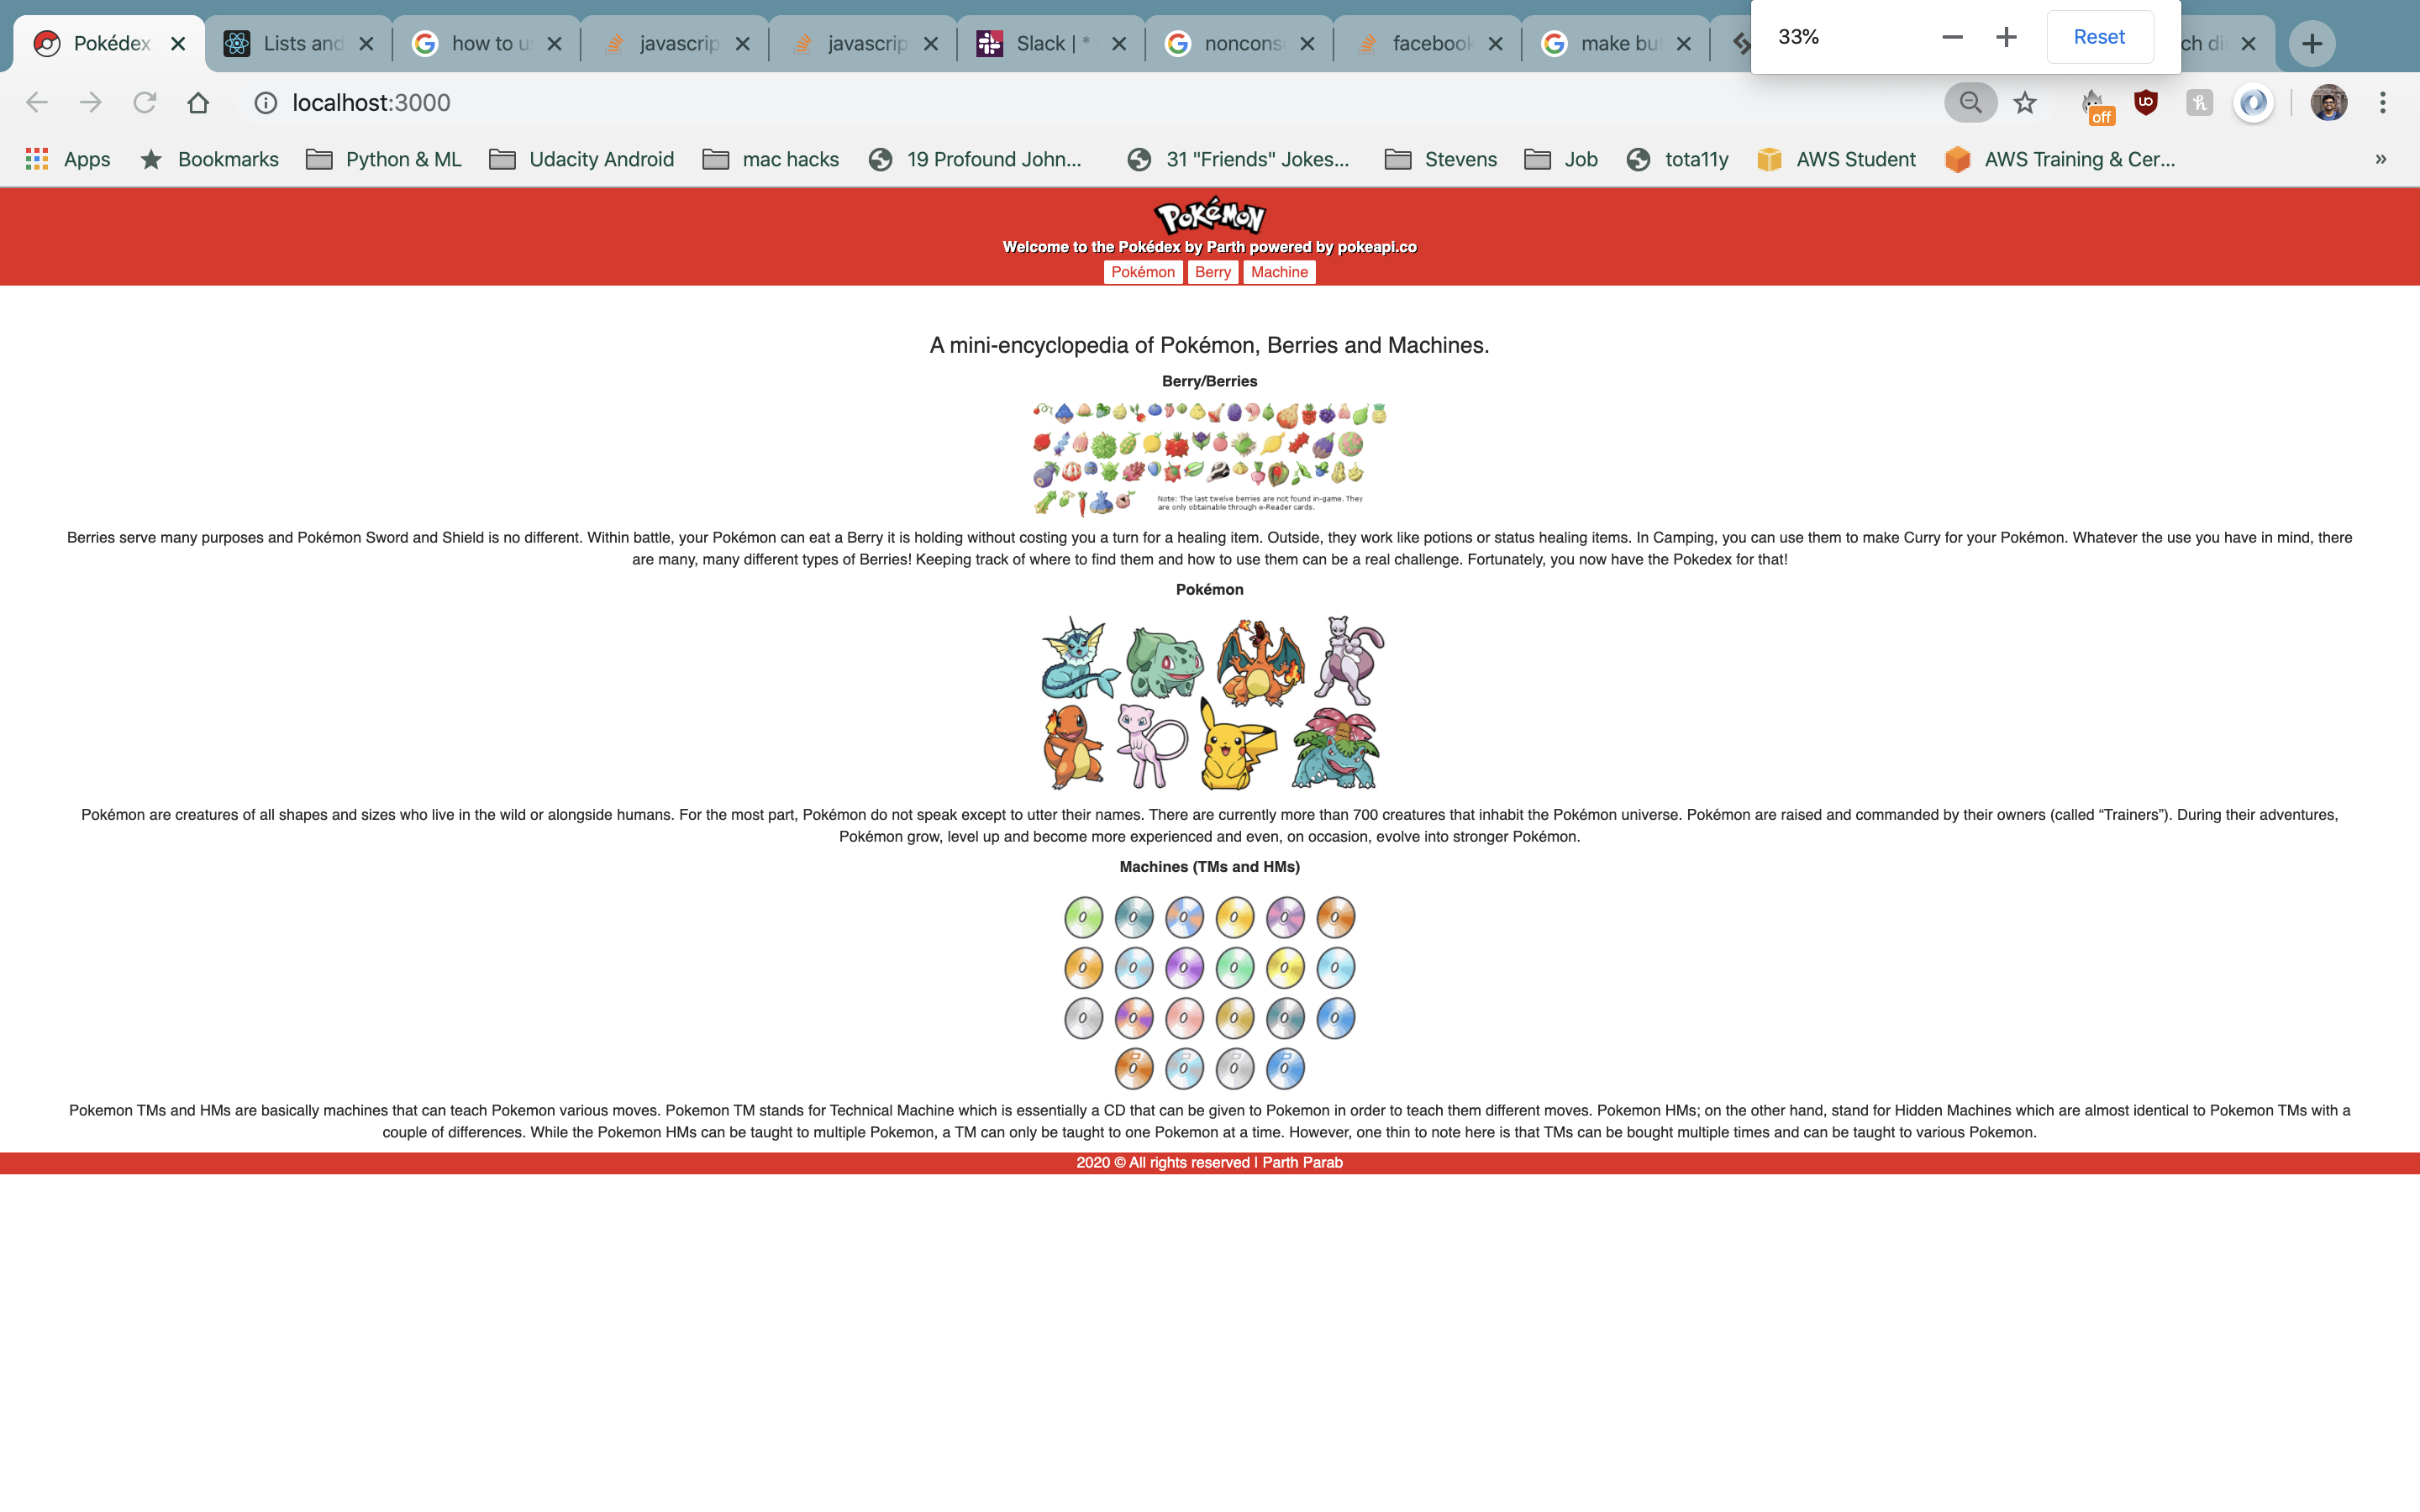 Pokédex
Lists and
how to u
javascrip
javascrip
Slack | *
noncons
facebook
make bu
33%
Reset
ch di
localhost:3000
off
Apps
Bookmarks
Python & ML
Udacity Android
mac hacks
19 Profound John...
31 "Friends" Jokes...
Stevens
Job
tota11y
AWS Student
AWS Training & Cer...
»
POKéMON
Welcome to the Pokédex by Parth powered by pokeapi.co
Pokémon Berry Machine
A mini-encyclopedia of Pokémon, Berries and Machines.
Berry/Berries
Note: The last twelve berries are not found in-game. They
are only obtainable through e-Reader cards.
Berries serve many purposes and Pokémon Sword and Shield is no different. Within battle, your Pokémon can eat a Berry it is holding without costing you a turn for a healing item. Outside, they work like potions or status healing items. In Camping, you can use them to make Curry for your Pokémon. Whatever the use you have in mind, there
are many, many different types of Berries! Keeping track of where to find them and how to use them can be a real challenge. Fortunately, you now have the Pokedex for that!
Pokémon
Pokémon are creatures of all shapes and sizes who live in the wild or alongside humans. For the most part, Pokémon do not speak except to utter their names. There are currently more than 700 creatures that inhabit the Pokémon universe. Pokémon are raised and commanded by their owners (called “Trainers”). During their adventures,
Pokémon grow, level up and become more experienced and even, on occasion, evolve into stronger Pokémon.
Machines (TMs and HMs)
Pokemon TMs and HMs are basically machines that can teach Pokemon various moves. Pokemon TM stands for Technical Machine which is essentially a CD that can be given to Pokemon in order to teach them different moves. Pokemon HMs; on the other hand, stand for Hidden Machines which are almost identical to Pokemon TMs with a
couple of differences. While the Pokemon HMs can be taught to multiple Pokemon, a TM can only be taught to one Pokemon at a time. However, one thin to note here is that TMs can be bought multiple times and can be taught to various Pokemon.
2020 © All rights reserved | Parth Parab